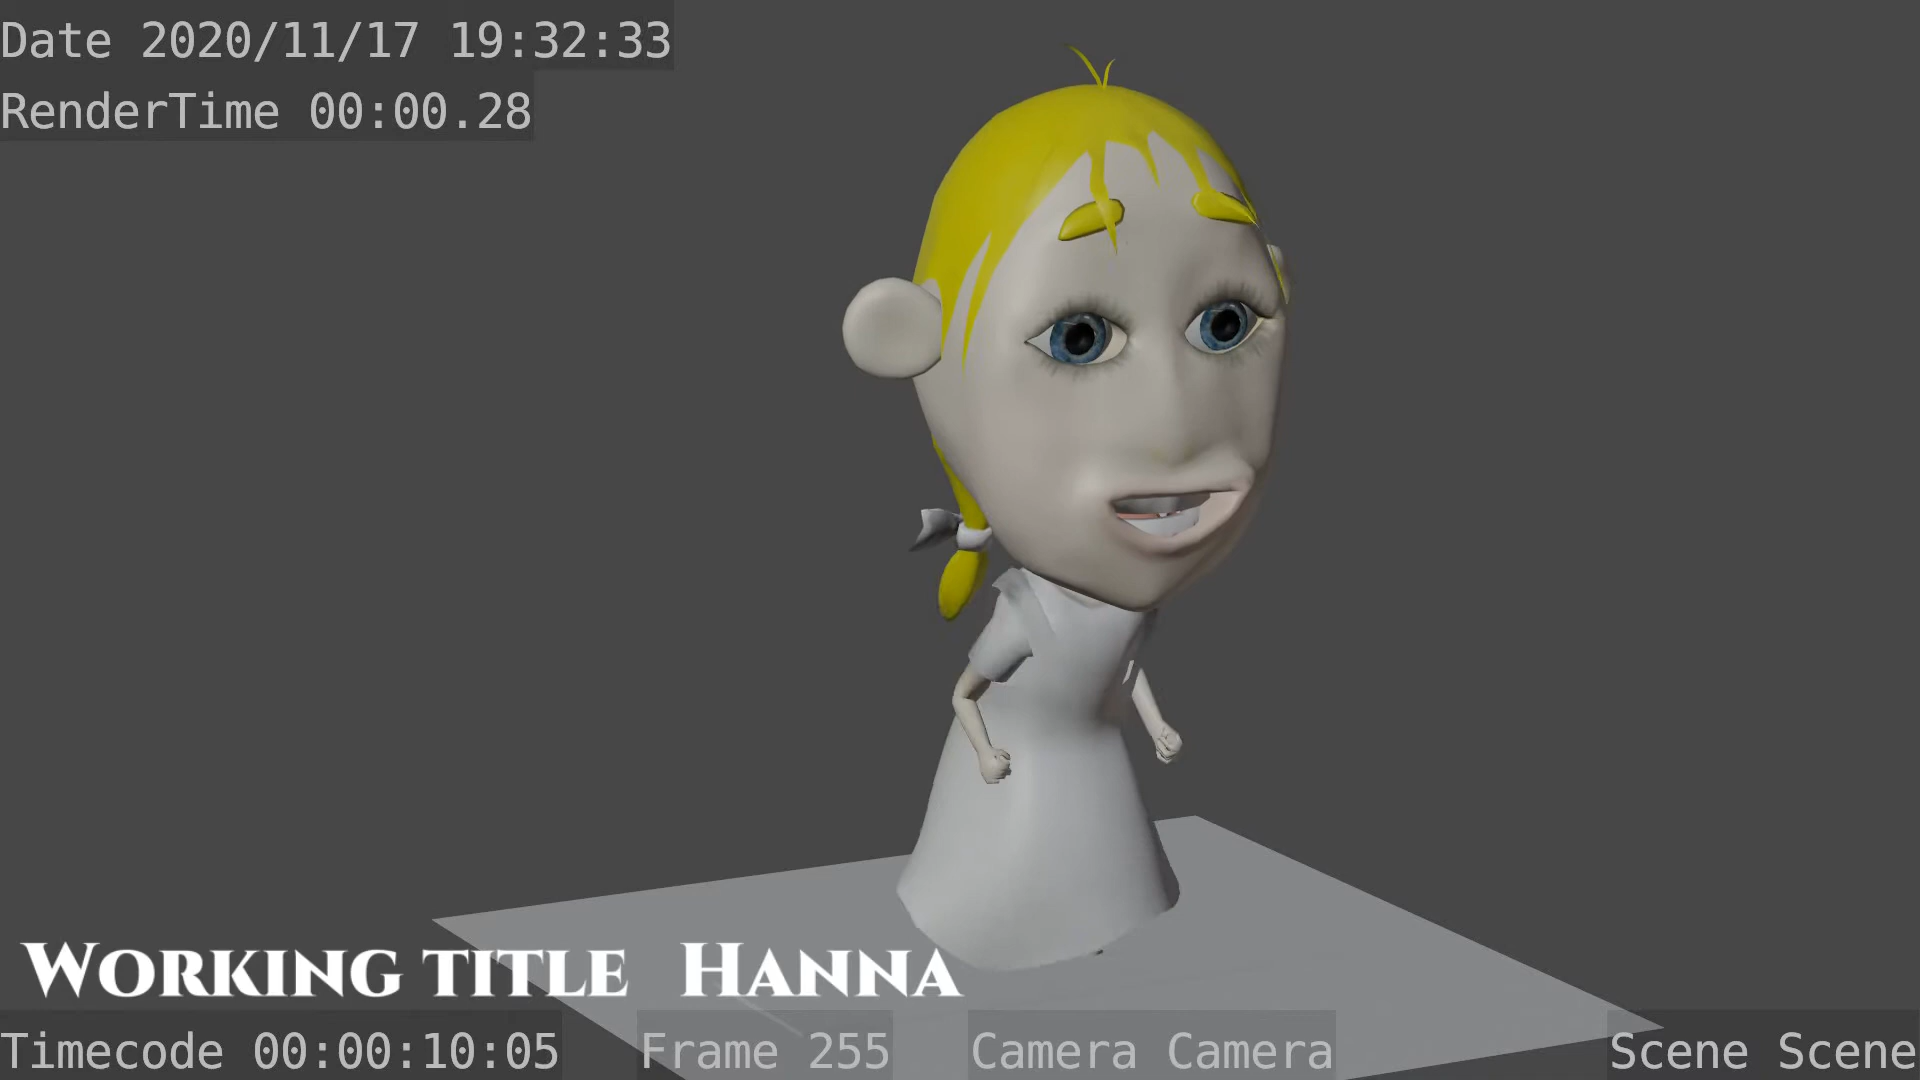 Date 2020/11/17 19:32:33
RenderTime 00:00.28
Working title Hanna
Timecode 00:00:10:05 Frame 255 Camera Camera Scene Scene